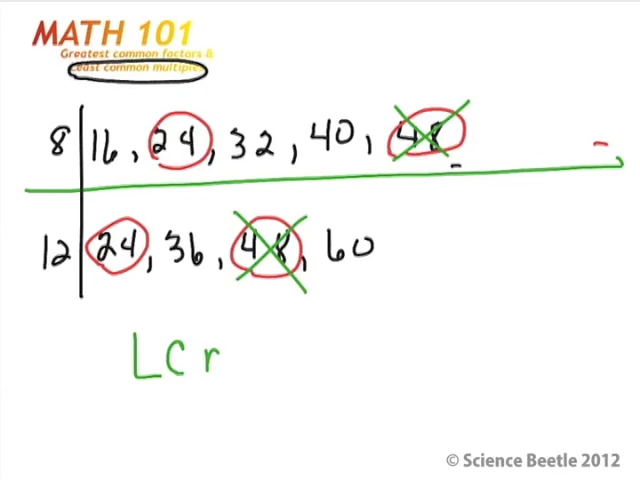 MATH 101
Greatest common factors &
Least common multiples
8 16, 24, 32, 40, 48
12 24, 36, 48, 60
LCr
© Science Beetle 2012